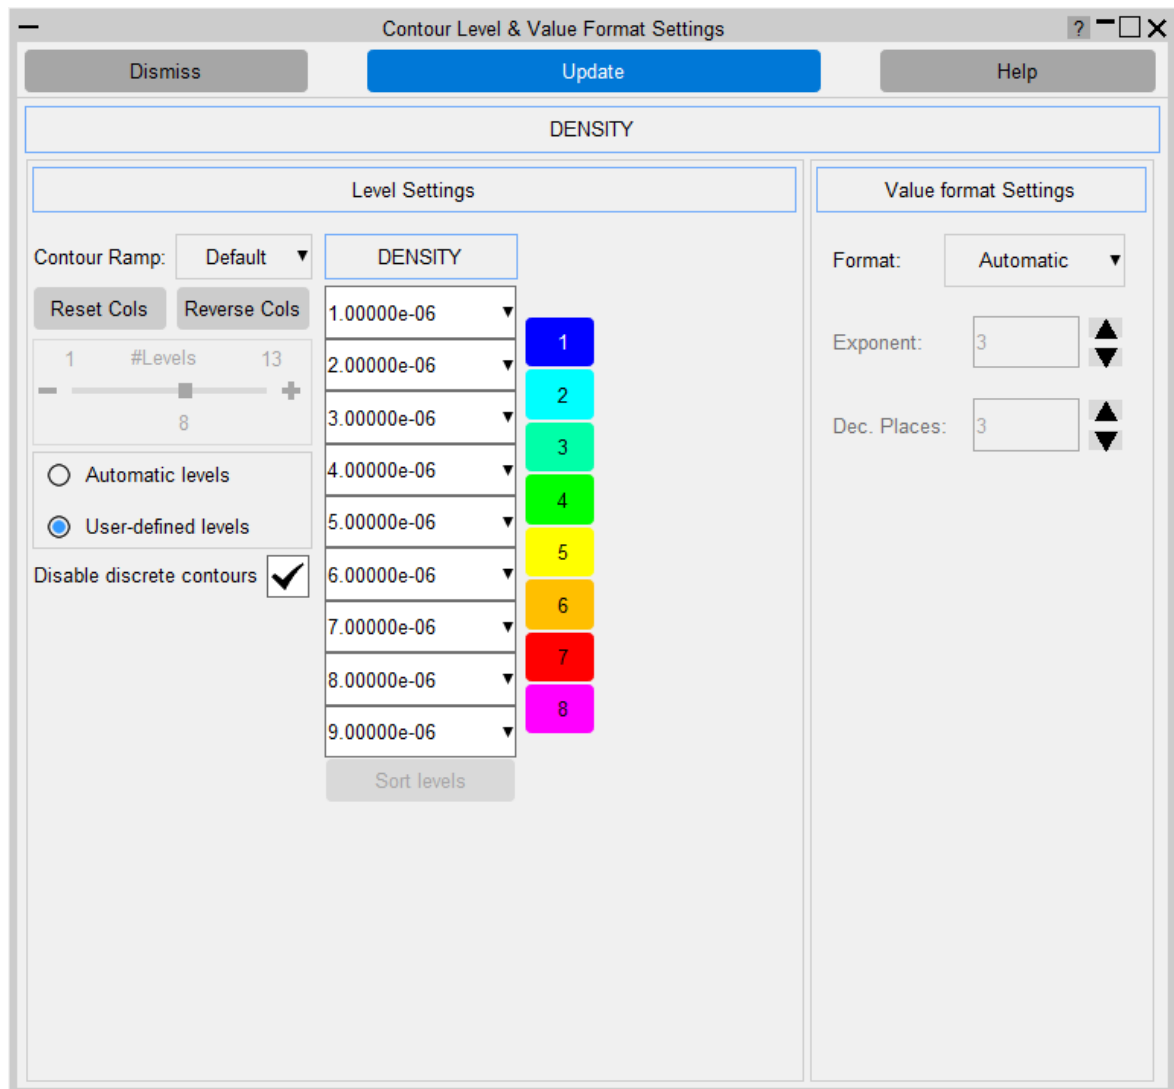 Contour Level & Value Format Settings
?
Dismiss
Update
Help
DENSITY
Level Settings
Value format Settings
Contour Ramp:
Default
DENSITY
Format:
Automatic
Reset Cols
Reverse Cols
1.00000e-06
1
Exponent:
3
1
#Levels
13
2.00000e-06
2
8
3.00000e-06
Dec. Places:
3
3
Automatic levels
4.00000e-06
4
User-defined levels
5.00000e-06
5
Disable discrete contours
6.00000e-06
6
7.00000e-06
7
8.00000e-06
8
9.00000e-06
Sort levels